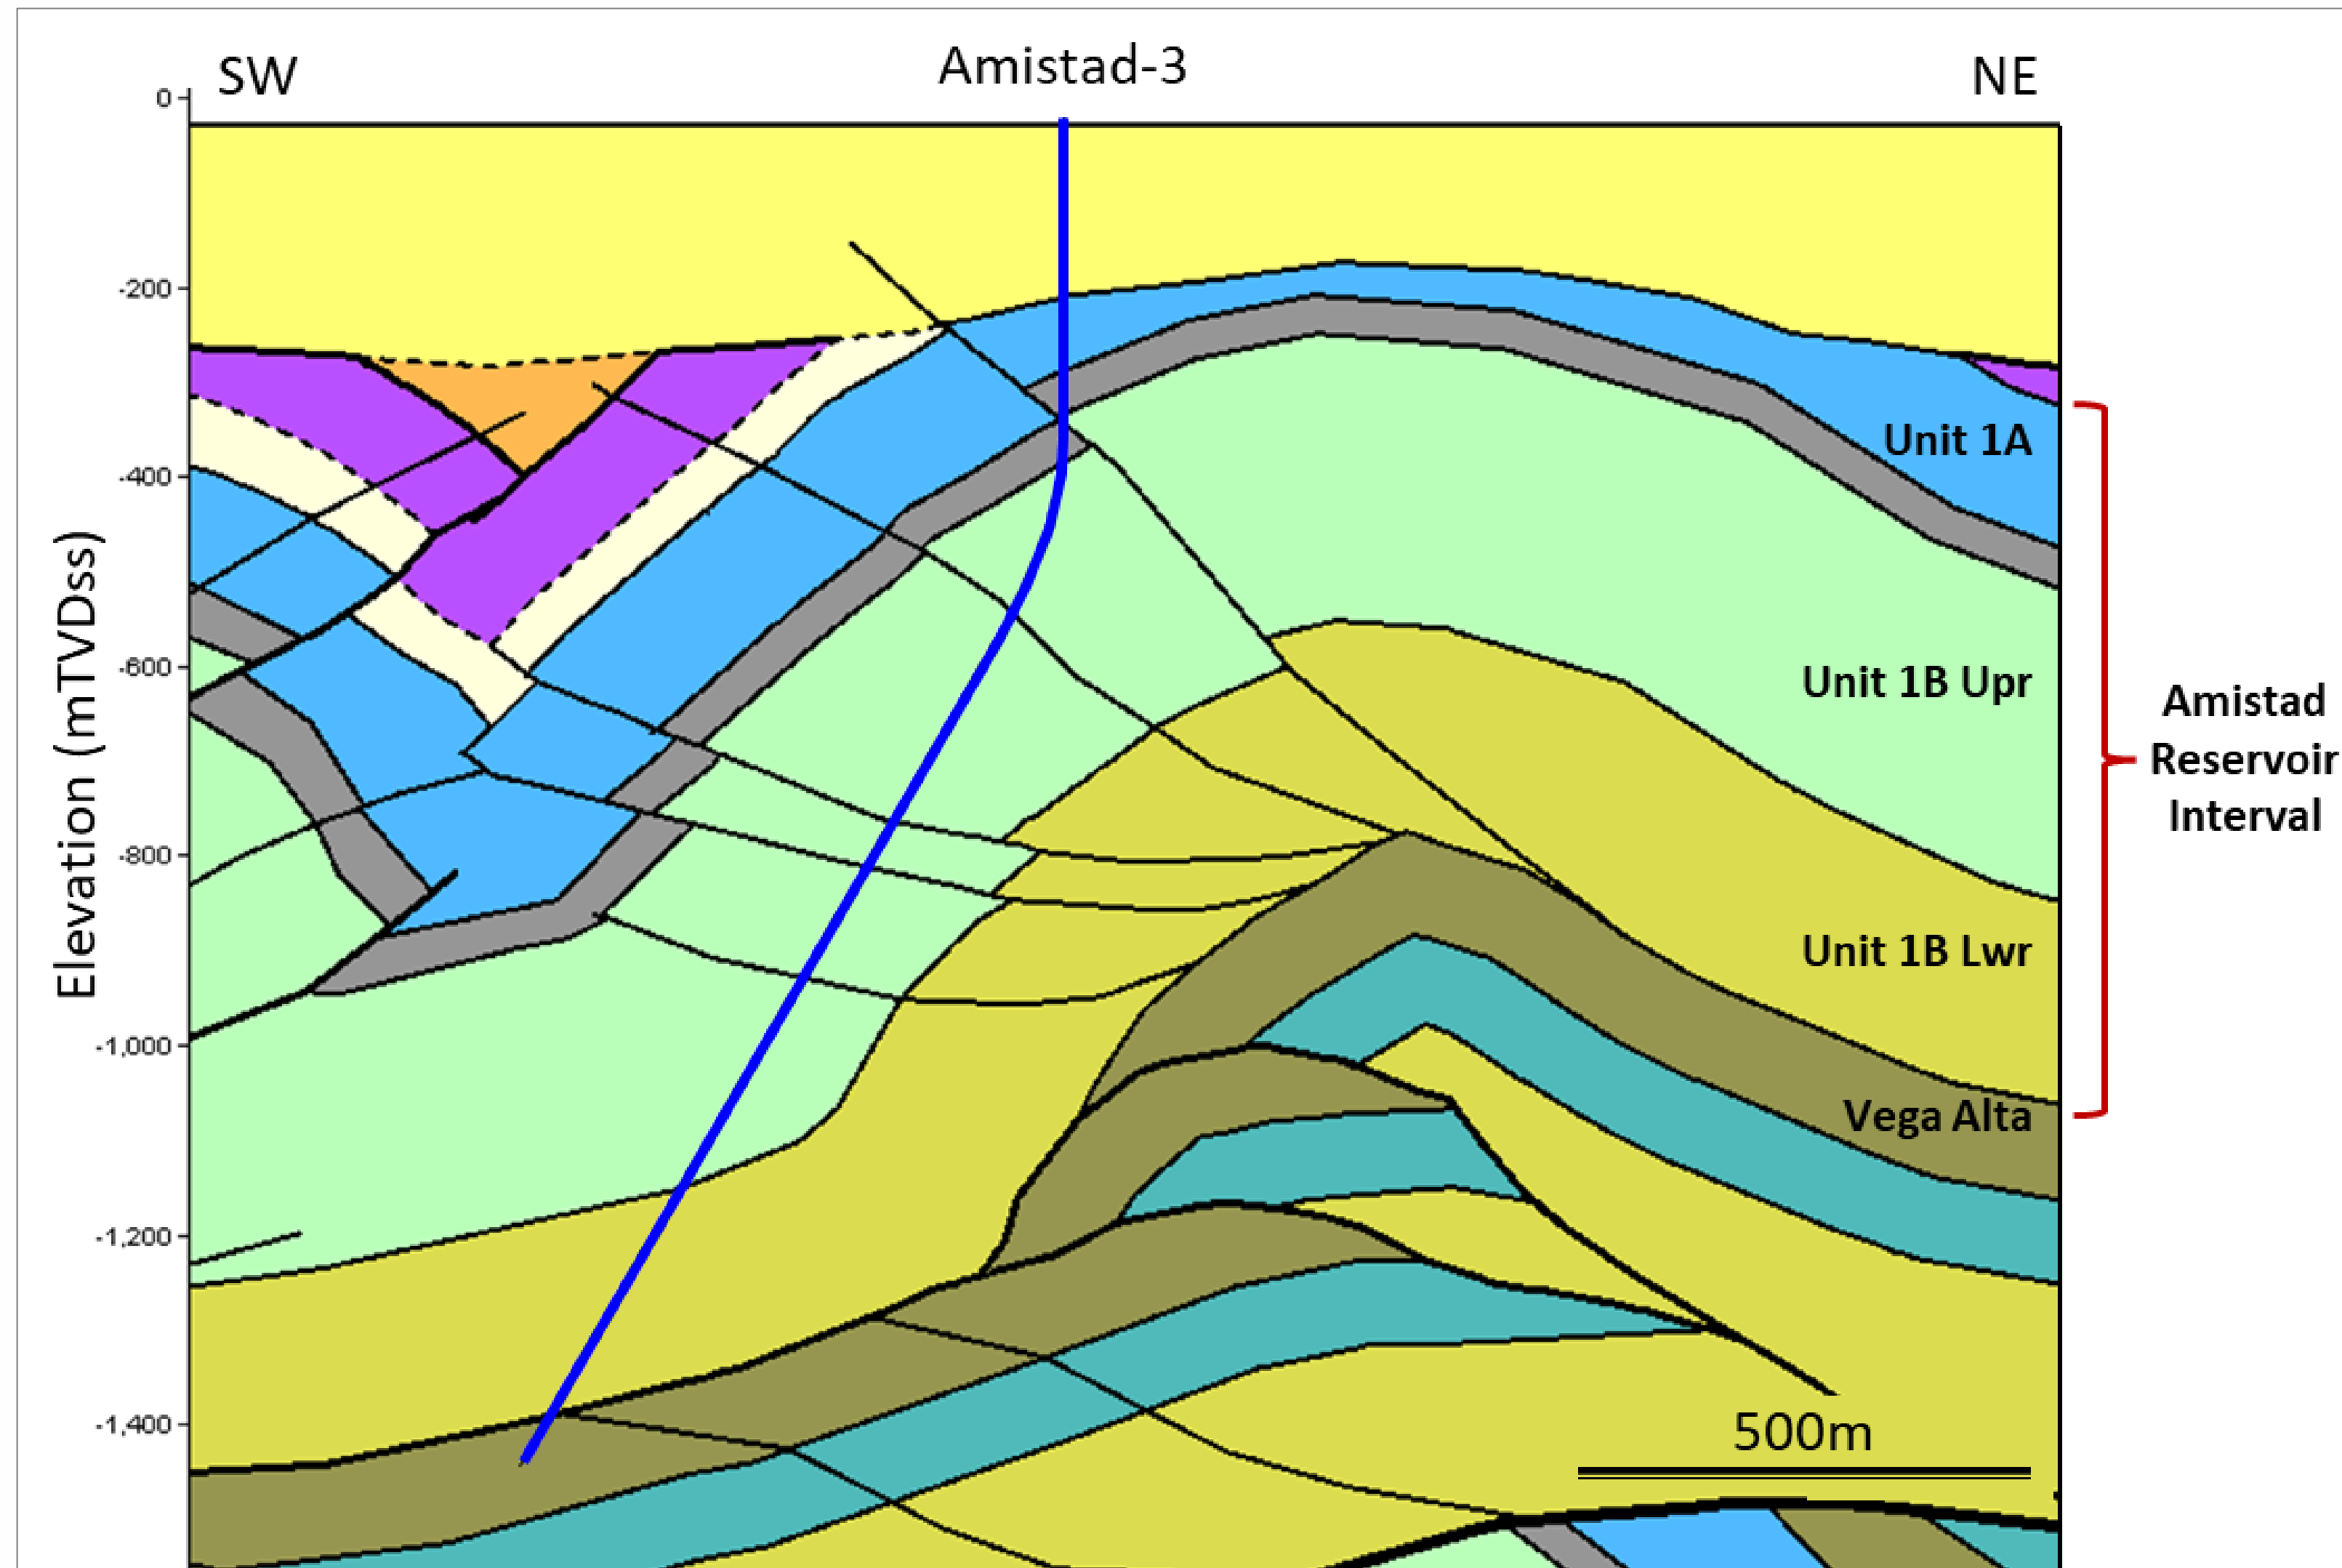 Amistad-3
SW
NE
0
-200
-400
-600
-800
-1,000
-1,200
-1,400
Elevation (mTVDss)
Unit 1A
Unit 1B Upr
Unit 1B Lwr
Vega Alta
Amistad
Reservoir
Interval
500m